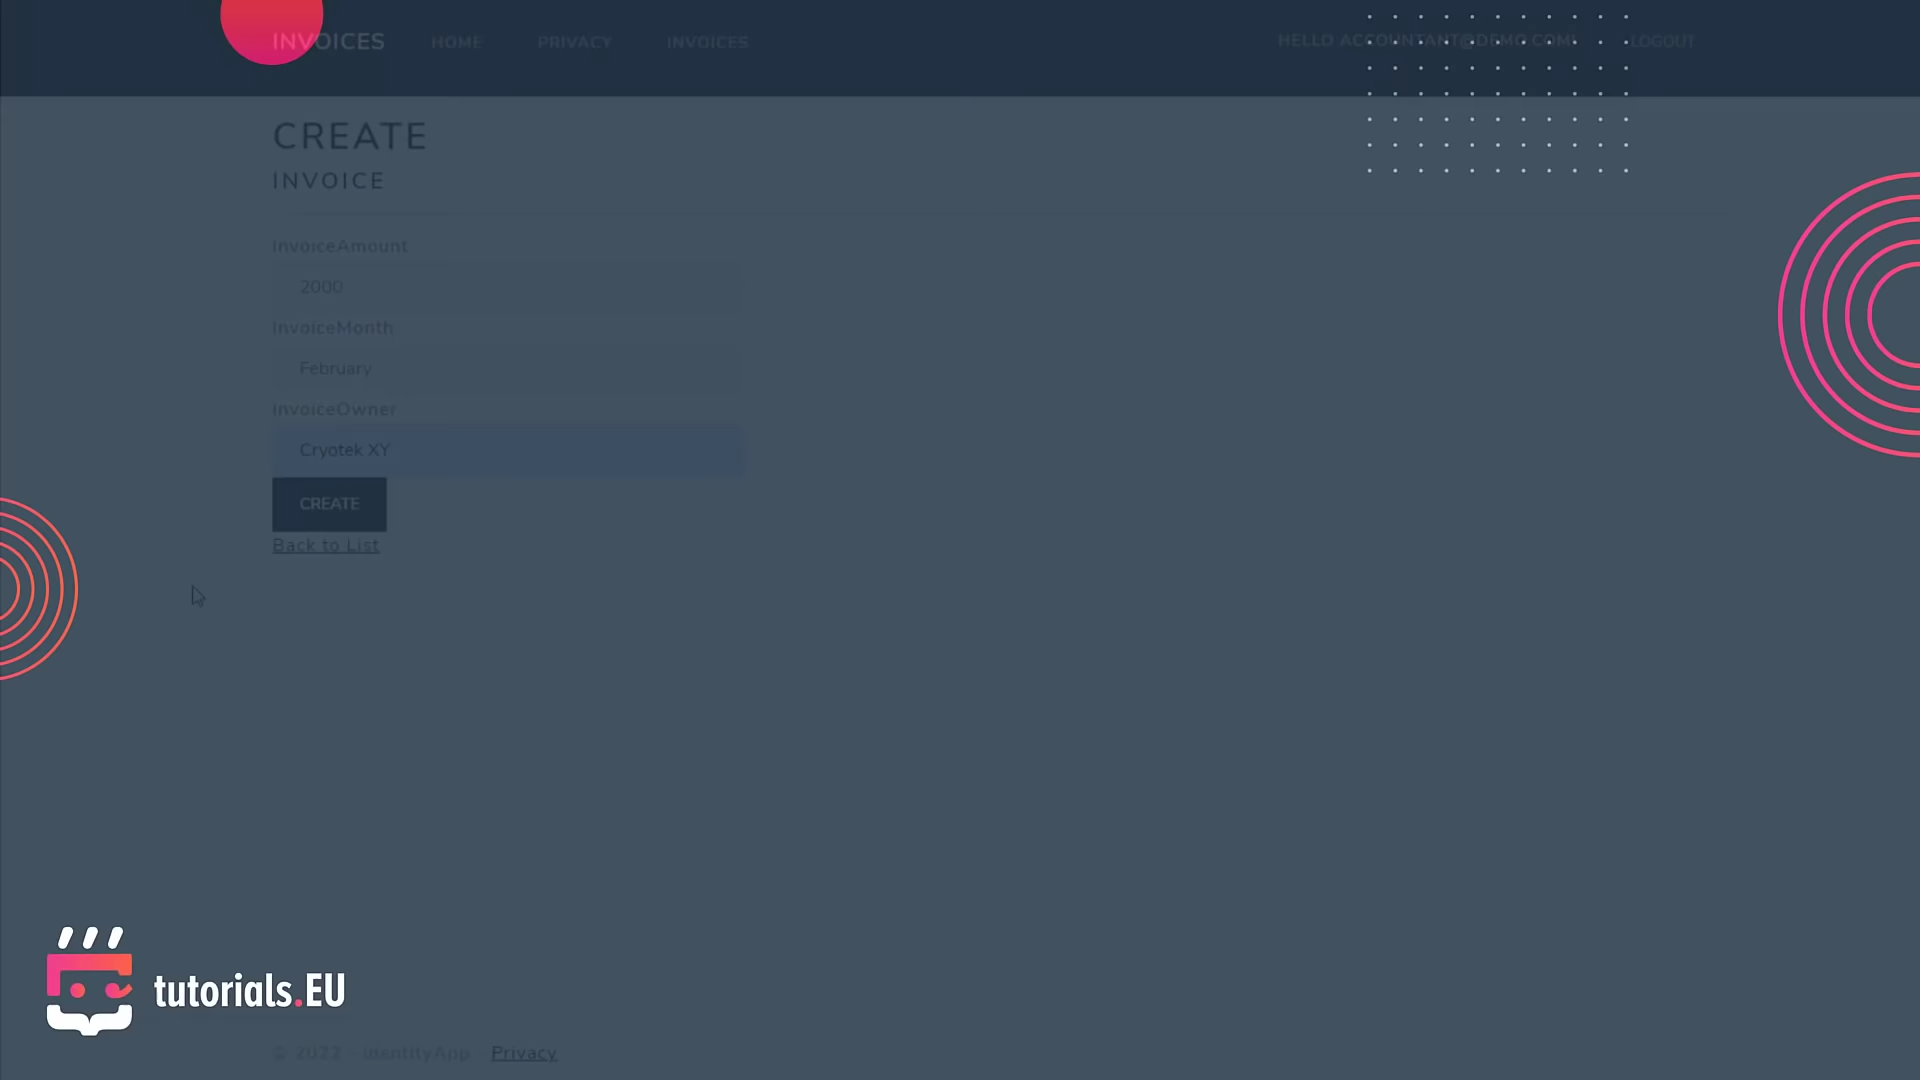 INVOICES HOME PRIVACY INVOICES HELLO ACCOUNTANT@DEMO.COM! LOGOUT
CREATE
INVOICE
InvoiceAmount
2000
InvoiceMonth
February
InvoiceOwner
Cryotek XY
CREATE
Back to List
tutorials.EU
© 2022 - IdentityApp - Privacy